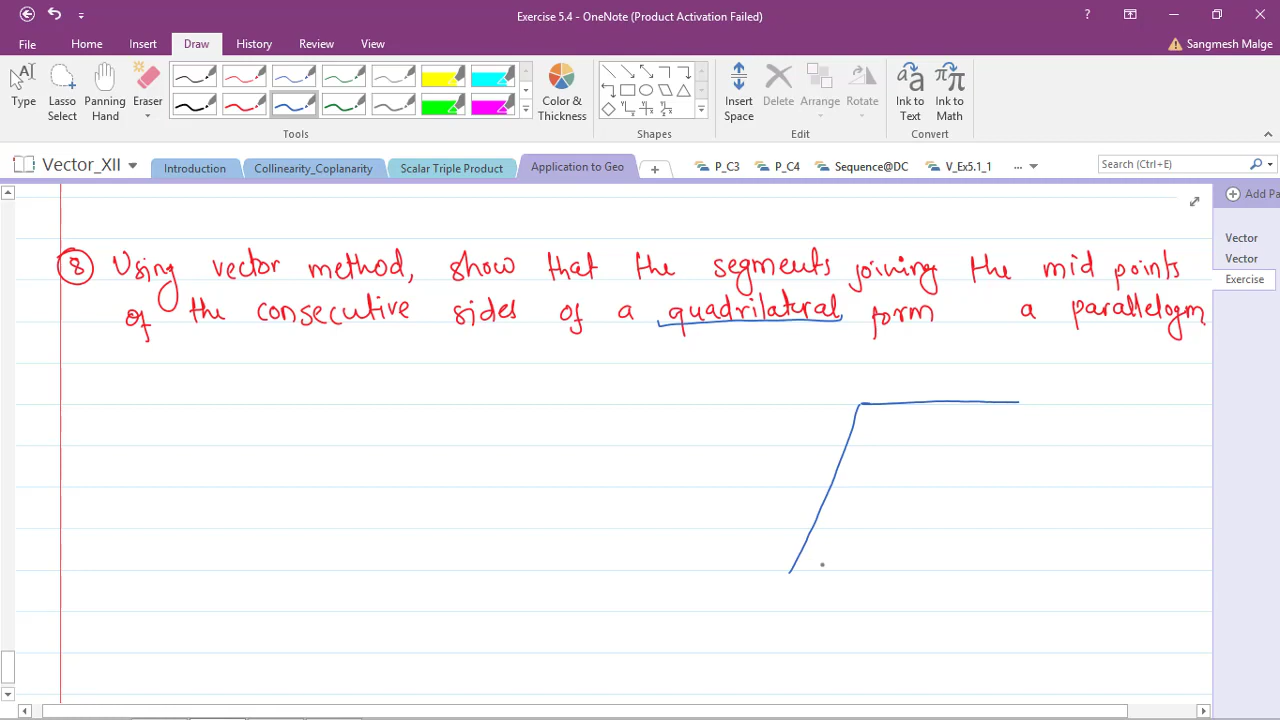 Exercise 5.4 - OneNote (Product Activation Failed)
?
File Home Insert Draw History Review View Sangmesh Malge
Type Lasso Select Panning Hand Eraser Color & Thickness Insert Space Delete Arrange Rotate Ink to Text Ink to Math
Tools Shapes Edit Convert
Vector_XII Introduction Collinearity_Coplanarity Scalar Triple Product Application to Geo P_C3 P_C4 Sequence@DC V_Ex5.1_1 ... Search (Ctrl+E)
Add Pa
Vector
Vector
Exercise
8 Using vector method, show that the segments joining the mid points
of the consecutive sides of a quadrilateral form a parallelogm